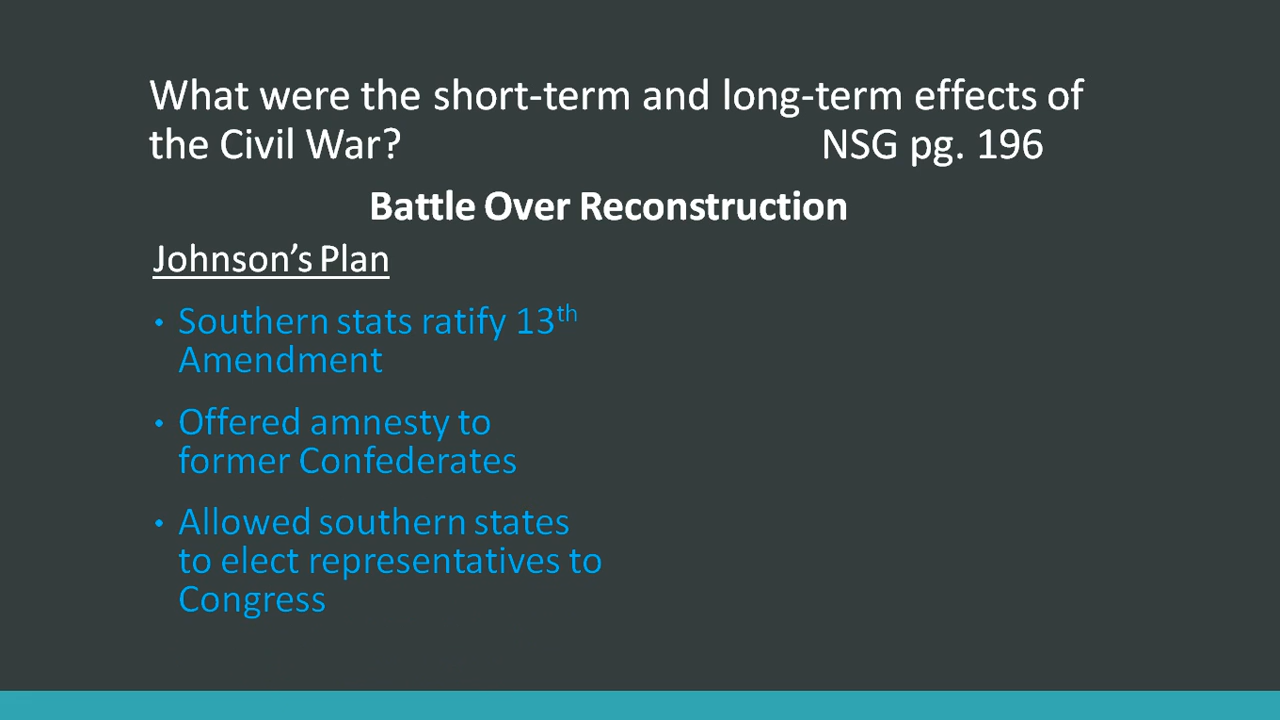 What were the short-term and long-term effects of
the Civil War? NSG pg. 196
Battle Over Reconstruction
Johnson’s Plan
• Southern stats ratify 13th
Amendment
• Offered amnesty to
former Confederates
• Allowed southern states
to elect representatives to
Congress